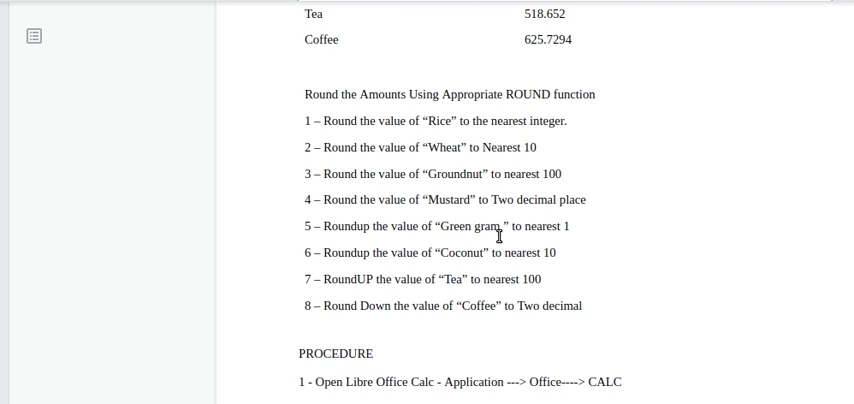 Tea 518.652
Coffee 625.7294
Round the Amounts Using Appropriate ROUND function
1 – Round the value of “Rice” to the nearest integer.
2 – Round the value of “Wheat” to Nearest 10
3 – Round the value of “Groundnut” to nearest 100
4 – Round the value of “Mustard” to Two decimal place
5 – Roundup the value of “Green gram ” to nearest 1
6 – Roundup the value of “Coconut” to nearest 10
7 – RoundUP the value of “Tea” to nearest 100
8 – Round Down the value of “Coffee” to Two decimal
PROCEDURE
1 - Open Libre Office Calc - Application ---> Office----> CALC